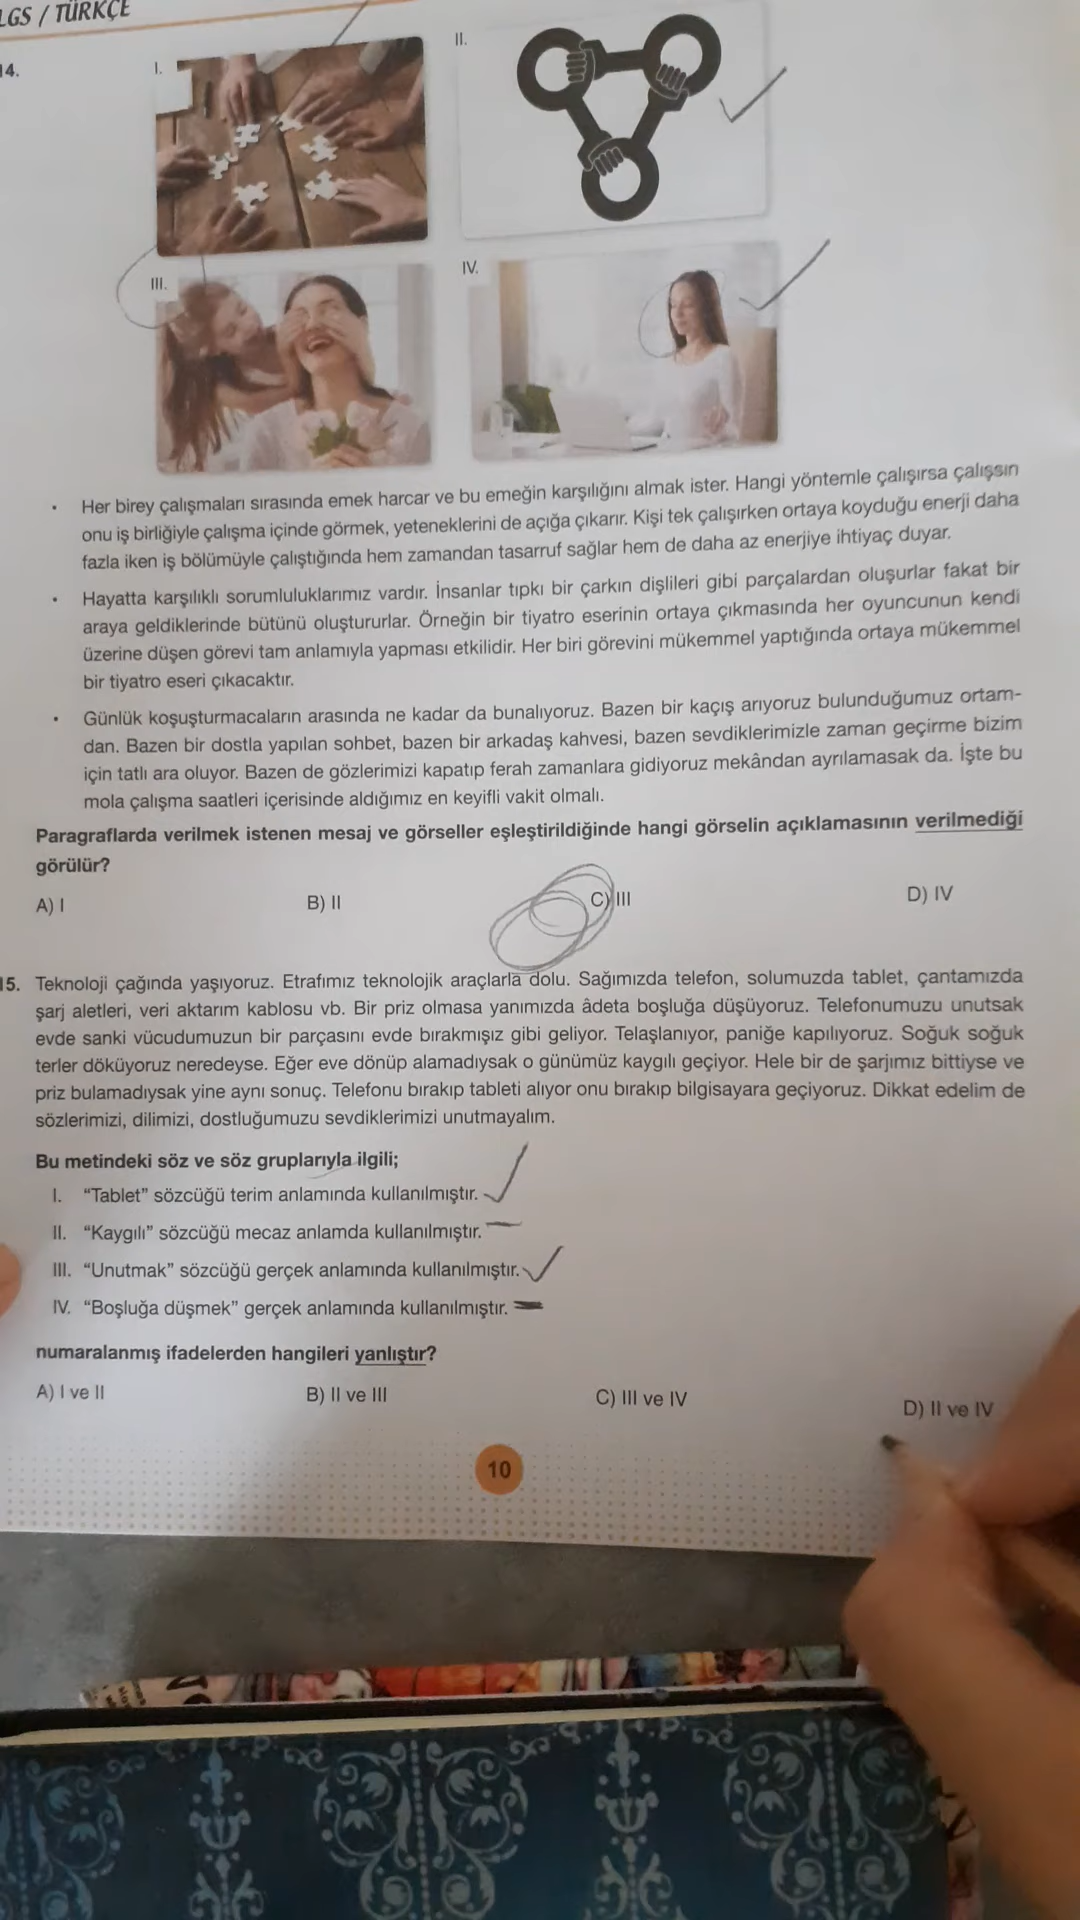 LGS / TÜRKÇE
14.
I.
II.
III.
IV.
• Her birey çalışmaları sırasında emek harcar ve bu emeğin karşılığını almak ister. Hangi yöntemle çalışırsa çalışsın
onu iş birliğiyle çalışma içinde görmek, yeteneklerini de açığa çıkarır. Kişi tek çalışırken ortaya koyduğu enerji daha
fazla iken iş bölümüyle çalıştığında hem zamandan tasarruf sağlar hem de daha az enerjiye ihtiyaç duyar.
• Hayatta karşılıklı sorumluluklarımız vardır. İnsanlar tıpkı bir çarkın dişlileri gibi parçalardan oluşurlar fakat bir
araya geldiklerinde bütünü oluştururlar. Örneğin bir tiyatro eserinin ortaya çıkmasında her oyuncunun kendi
üzerine düşen görevi tam anlamıyla yapması etkilidir. Her biri görevini mükemmel yaptığında ortaya mükemmel
bir tiyatro eseri çıkacaktır.
• Günlük koşuşturmacaların arasında ne kadar da bunalıyoruz. Bazen bir kaçış arıyoruz bulunduğumuz ortam-
dan. Bazen bir dostla yapılan sohbet, bazen bir arkadaş kahvesi, bazen sevdiklerimizle zaman geçirme bizim
için tatlı ara oluyor. Bazen de gözlerimizi kapatıp ferah zamanlara gidiyoruz mekândan ayrılamasak da. İşte bu
mola çalışma saatleri içerisinde aldığımız en keyifli vakit olmalı.
Paragraflarda verilmek istenen mesaj ve görseller eşleştirildiğinde hangi görselin açıklamasının verilmediği
görülür?
A) I B) II C) III D) IV
15. Teknoloji çağında yaşıyoruz. Etrafımız teknolojik araçlarla dolu. Sağımızda telefon, solumuzda tablet, çantamızda
şarj aletleri, veri aktarım kablosu vb. Bir priz olmasa yanımızda âdeta boşluğa düşüyoruz. Telefonumuzu unutsak
evde sanki vücudumuzun bir parçasını evde bırakmışız gibi geliyor. Telaşlanıyor, paniğe kapılıyoruz. Soğuk soğuk
terler döküyoruz neredeyse. Eğer eve dönüp alamadıysak o günümüz kaygılı geçiyor. Hele bir de şarjımız bittiyse ve
priz bulamadıysak yine aynı sonuç. Telefonu bırakıp tableti alıyor onu bırakıp bilgisayara geçiyoruz. Dikkat edelim de
sözlerimizi, dilimizi, dostluğumuzu sevdiklerimizi unutmayalım.
Bu metindeki söz ve söz gruplarıyla ilgili;
I. “Tablet” sözcüğü terim anlamında kullanılmıştır.
II. “Kaygılı” sözcüğü mecaz anlamda kullanılmıştır.
III. “Unutmak” sözcüğü gerçek anlamında kullanılmıştır.
IV. “Boşluğa düşmek” gerçek anlamında kullanılmıştır.
numaralanmış ifadelerden hangileri yanlıştır?
A) I ve II B) II ve III C) III ve IV D) II ve IV
10